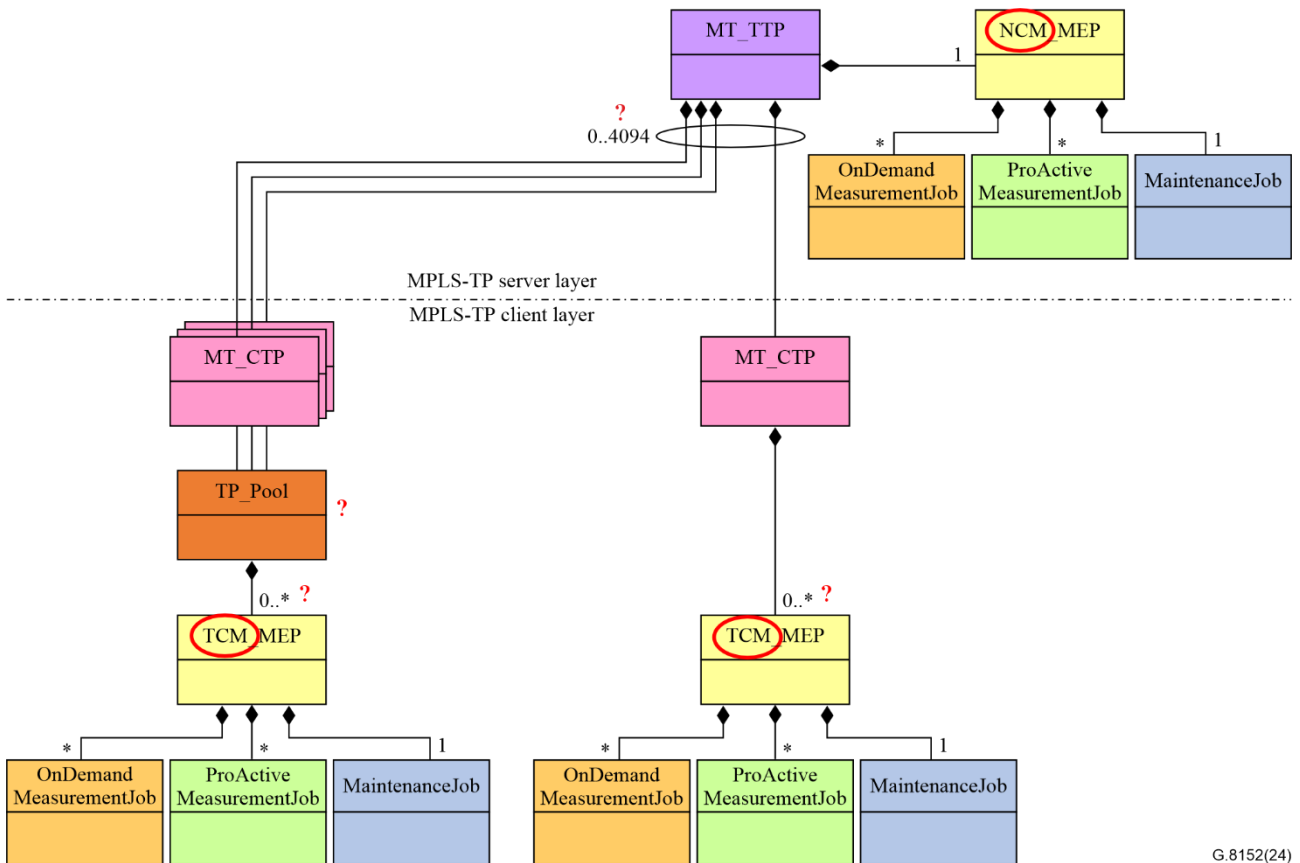 MT_TTP
NCM_MEP
1
?
0..4094
*
*
1
OnDemand
MeasurementJob
ProActive
MeasurementJob
MaintenanceJob
MPLS-TP server layer
MPLS-TP client layer
MT_CTP
MT_CTP
TP_Pool
?
0..* ?
0..* ?
TCM_MEP
TCM_MEP
*
*
1
*
*
1
OnDemand
MeasurementJob
ProActive
MeasurementJob
MaintenanceJob
OnDemand
MeasurementJob
ProActive
MeasurementJob
MaintenanceJob
G.8152(24)